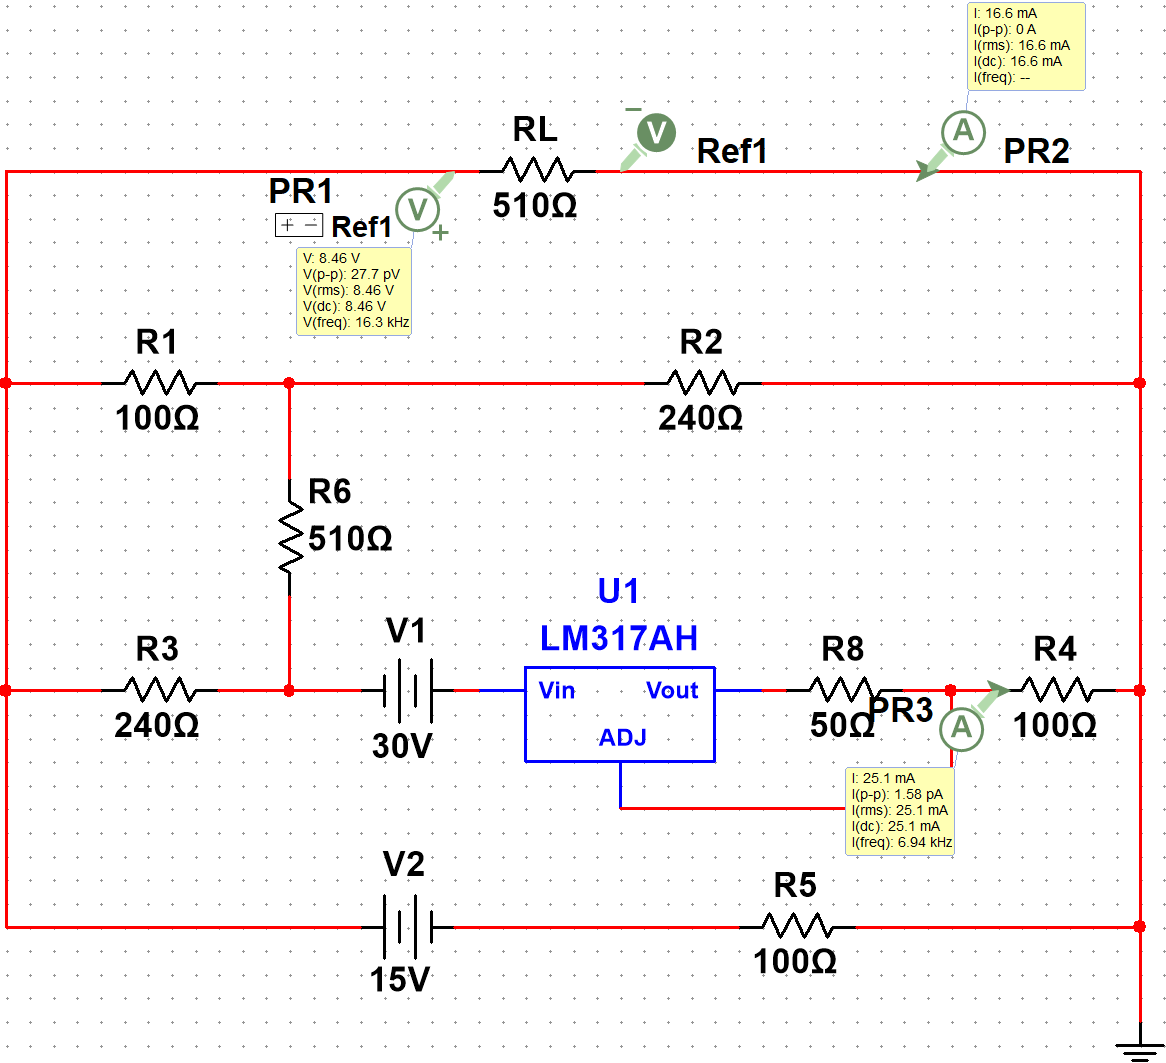 I: 16.6 mA
I(p-p): 0 A
I(rms): 16.6 mA
I(dc): 16.6 mA
I(freq): --
RL
V
Ref1
A
PR2
510Ω
PR1
+ − Ref1
V
+
V: 8.46 V
V(p-p): 27.7 pV
V(rms): 8.46 V
V(dc): 8.46 V
V(freq): 16.3 kHz
R1
100Ω
R2
240Ω
R6
510Ω
R3
240Ω
V1
30V
U1
LM317AH
Vin
Vout
ADJ
R8
50Ω
PR3
A
R4
100Ω
I: 25.1 mA
I(p-p): 1.58 pA
I(rms): 25.1 mA
I(dc): 25.1 mA
I(freq): 6.94 kHz
V2
15V
R5
100Ω